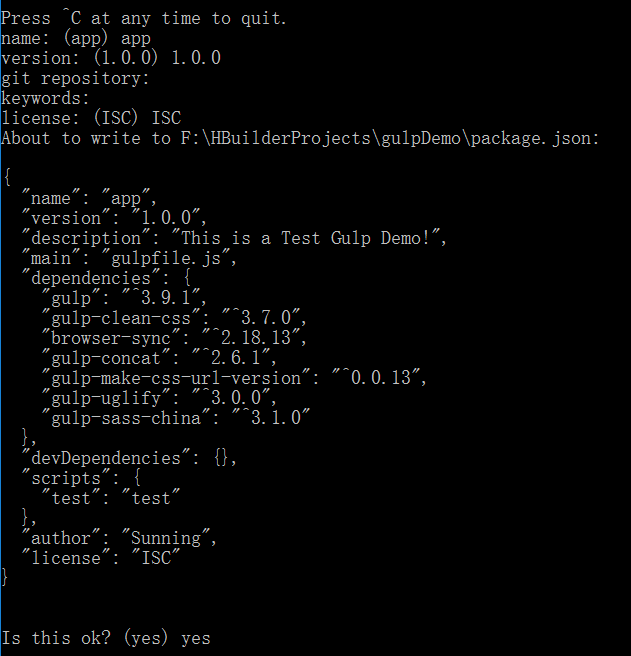 Press ^C at any time to quit.
name: (app) app
version: (1.0.0) 1.0.0
git repository:
keywords:
license: (ISC) ISC
About to write to F:\HBuilderProjects\gulpDemo\package.json:
{
  "name": "app",
  "version": "1.0.0",
  "description": "This is a Test Gulp Demo!",
  "main": "gulpfile.js",
  "dependencies": {
    "gulp": "^3.9.1",
    "gulp-clean-css": "^3.7.0",
    "browser-sync": "^2.18.13",
    "gulp-concat": "^2.6.1",
    "gulp-make-css-url-version": "^0.0.13",
    "gulp-uglify": "^3.0.0",
    "gulp-sass-china": "^3.1.0"
  },
  "devDependencies": {},
  "scripts": {
    "test": "test"
  },
  "author": "Sunning",
  "license": "ISC"
}
Is this ok? (yes) yes